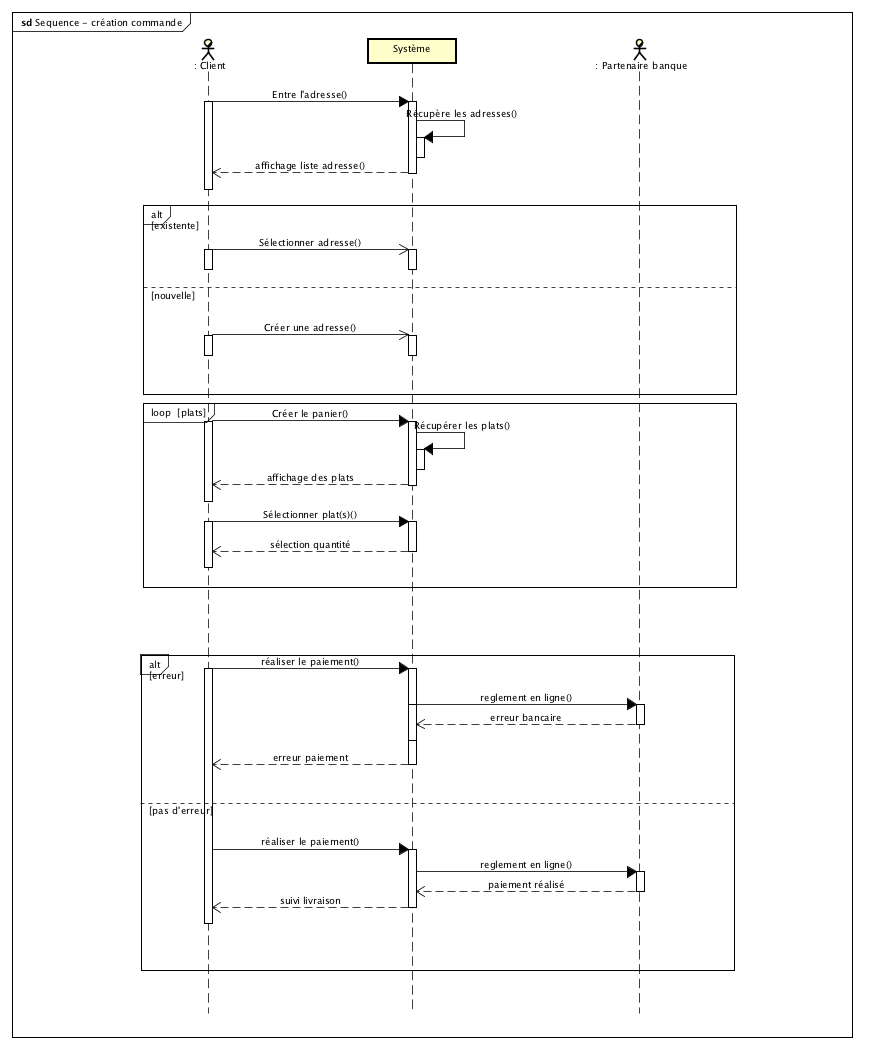 sd Sequence - création commande
Système
: Client
: Partenaire banque
Entre l'adresse()
Récupère les adresses()
affichage liste adresse()
alt
[existente]
Sélectionner adresse()
[nouvelle]
Créer une adresse()
loop [plats]
Créer le panier()
Récupérer les plats()
affichage des plats
Sélectionner plat(s)()
sélection quantité
alt
réaliser le paiement()
[erreur]
reglement en ligne()
erreur bancaire
erreur paiement
[pas d'erreur]
réaliser le paiement()
reglement en ligne()
paiement réalisé
suivi livraison